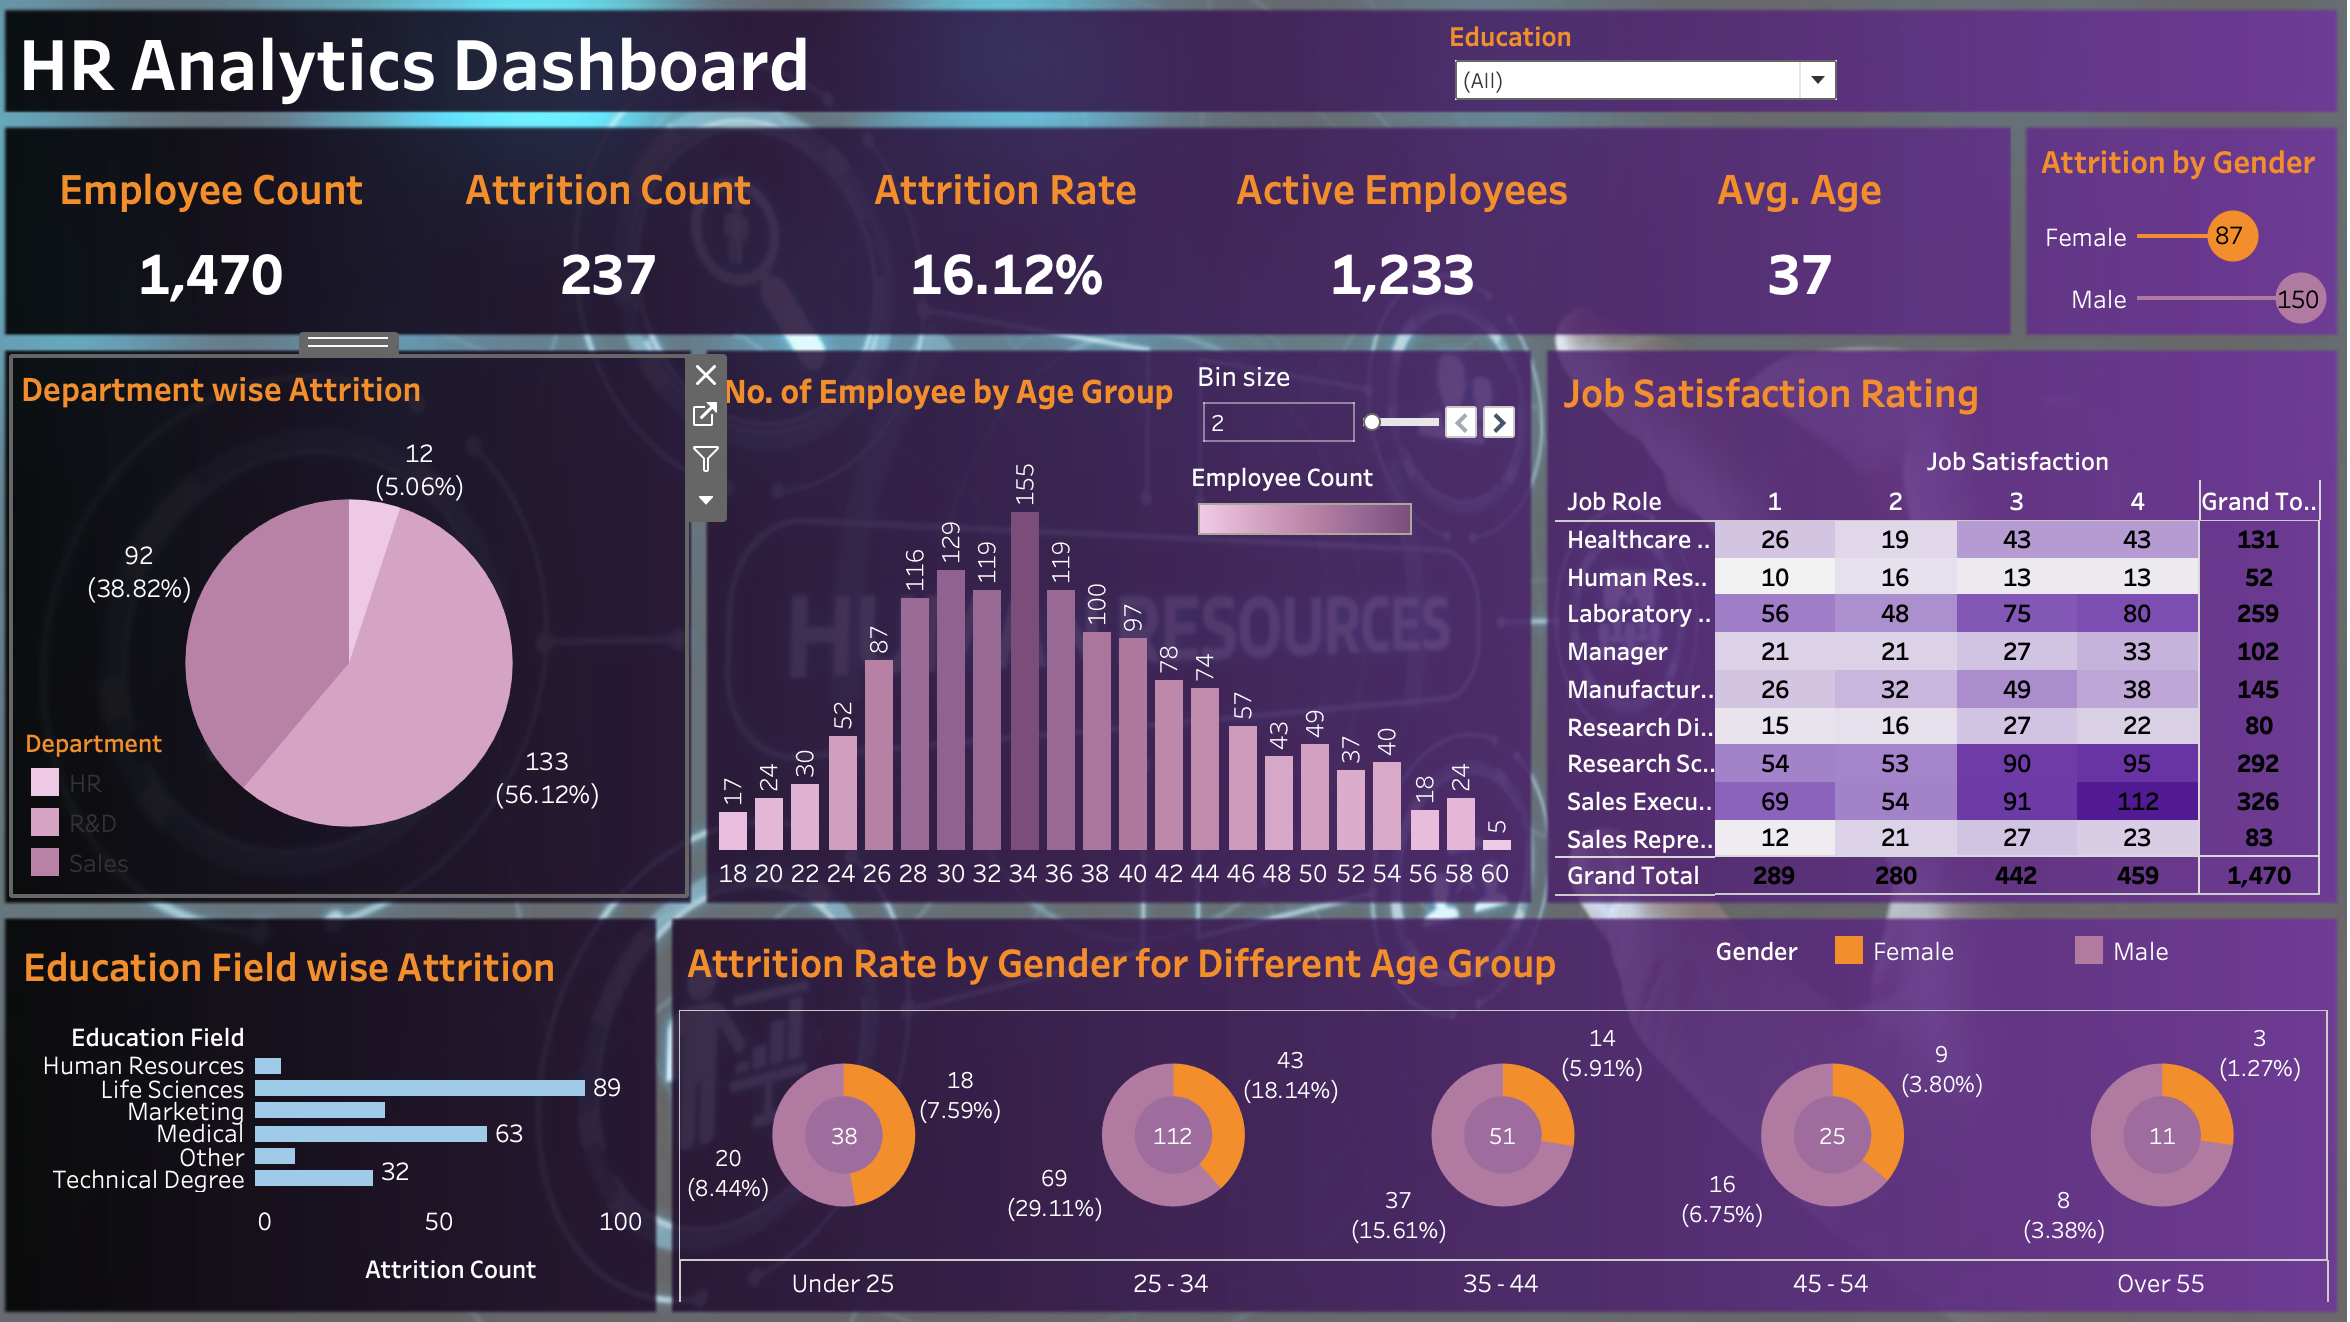 HR Analytics Dashboard
Education
(All)
Employee Count
Attrition Count
Attrition Rate
Active Employees
Avg. Age
1,470
237
16.12%
1,233
37
Attrition by Gender
Female 87
Male 150
Department wise Attrition
12
(5.06%)
92
(38.82%)
133
(56.12%)
Department
HR
R&D
Sales
No. of Employee by Age Group
Bin size
2
Employee Count
HUMAN RESOURCES
17 24 30 52 87 116 129 119 155 119 100 97 78 74 57 43 49 37 40 18 24 5
18 20 22 24 26 28 30 32 34 36 38 40 42 44 46 48 50 52 54 56 58 60
Job Satisfaction Rating
Job Satisfaction
Job Role 1 2 3 4 Grand To..
Healthcare .. 26 19 43 43 131
Human Res.. 10 16 13 13 52
Laboratory .. 56 48 75 80 259
Manager 21 21 27 33 102
Manufactur.. 26 32 49 38 145
Research Di.. 15 16 27 22 80
Research Sc.. 54 53 90 95 292
Sales Execu.. 69 54 91 112 326
Sales Repre.. 12 21 27 23 83
Grand Total 289 280 442 459 1,470
Education Field wise Attrition
Education Field
Human Resources
Life Sciences 89
Marketing
Medical 63
Other
Technical Degree 32
0 50 100
Attrition Count
Attrition Rate by Gender for Different Age Group
Gender Female Male
18
(7.59%)
38
20
(8.44%)
43
(18.14%)
112
69
(29.11%)
14
(5.91%)
51
37
(15.61%)
9
(3.80%)
25
16
(6.75%)
3
(1.27%)
11
8
(3.38%)
Under 25
25 - 34
35 - 44
45 - 54
Over 55